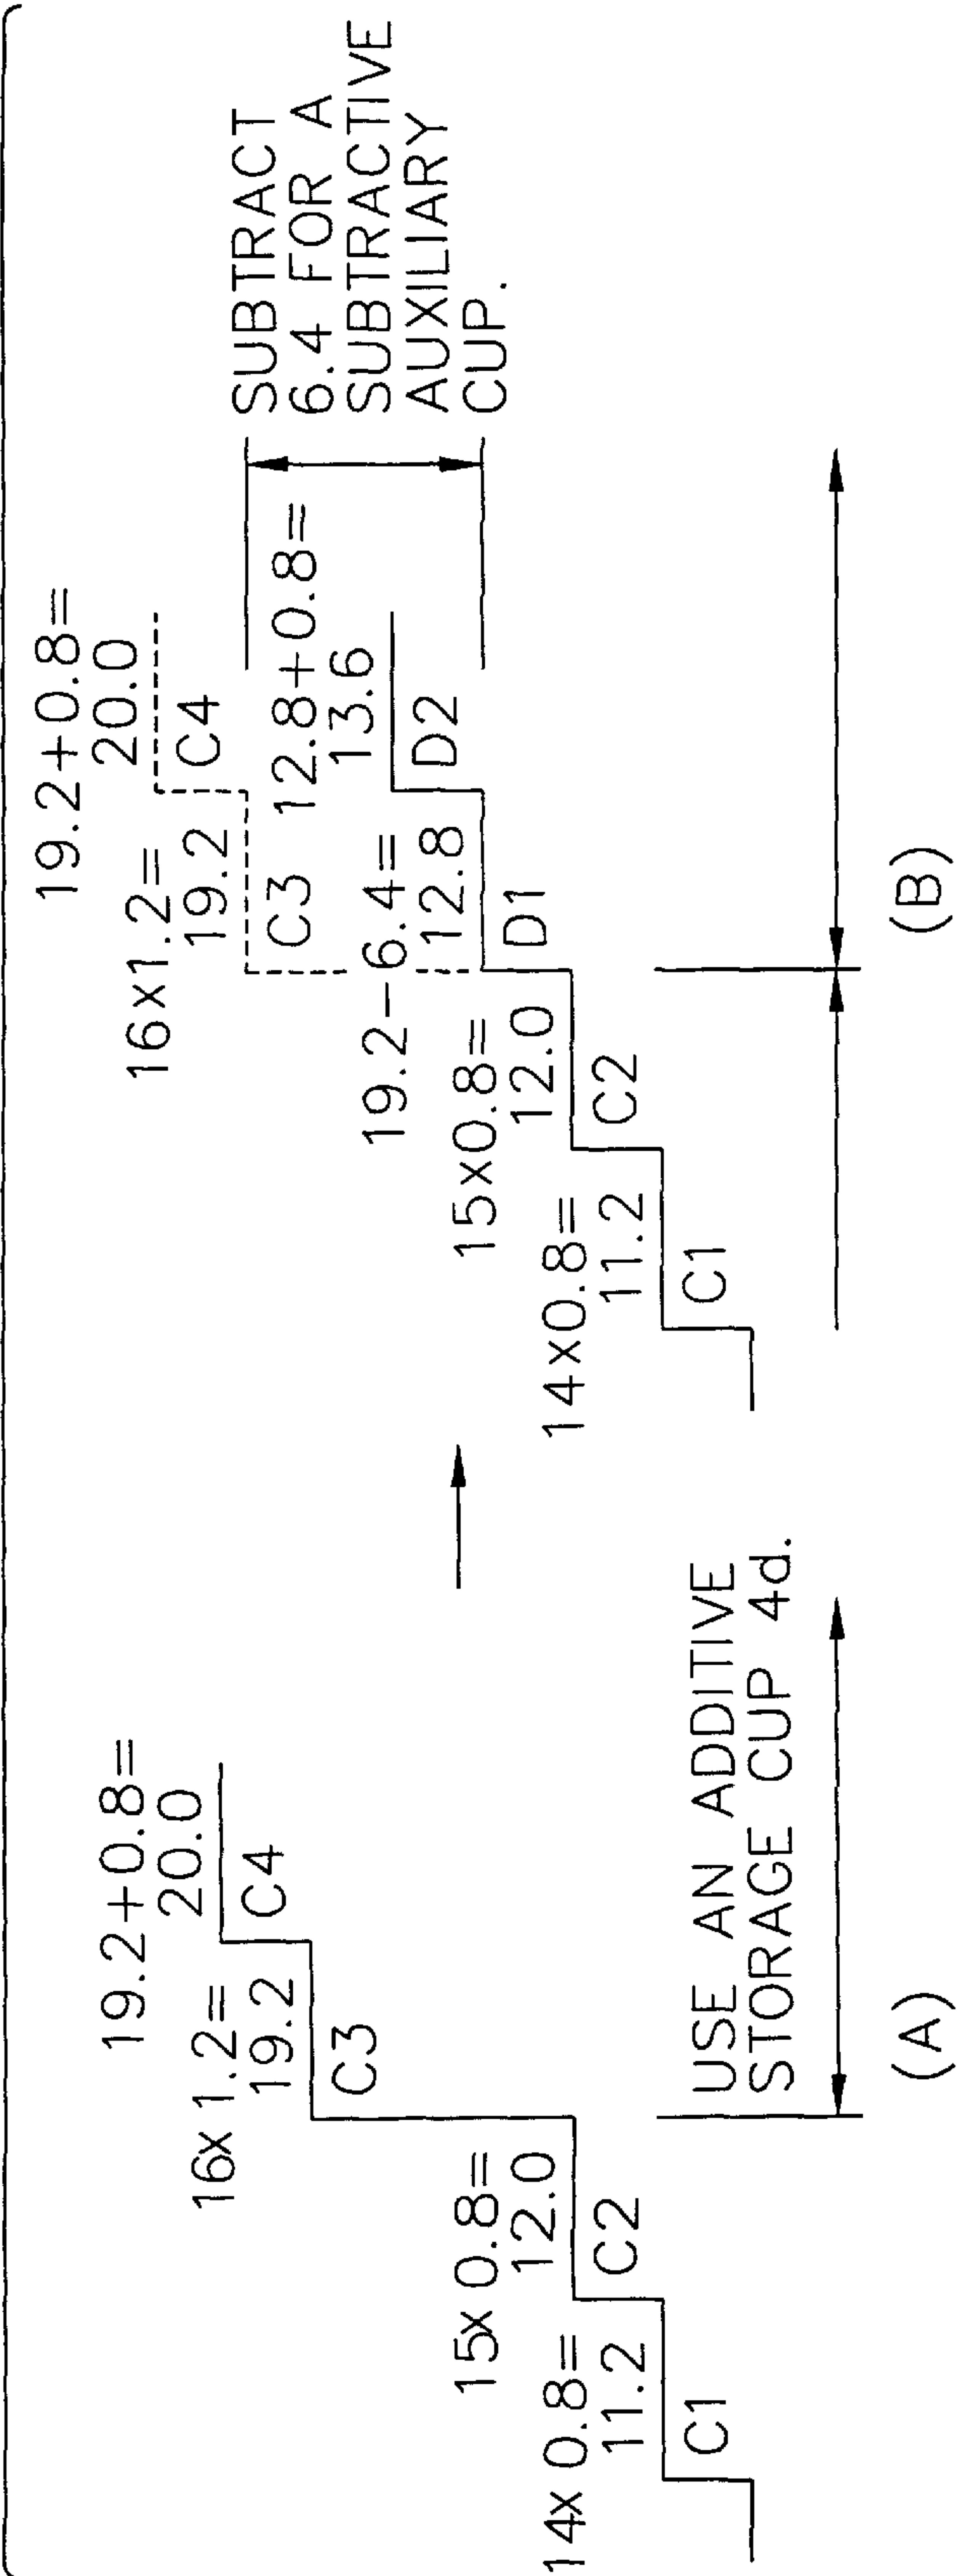 19.2+0.8=
20.0
16x 1.2=
19.2
C4
C3
15x 0.8=
12.0
14x 0.8=
11.2
C2
C1
USE AN ADDITIVE
STORAGE CUP 4d.
(A)
19.2+0.8=
20.0
16x1.2=
19.2
C4
C3
12.8+0.8=
13.6
19.2-6.4=
12.8
D2
D1
15x0.8=
12.0
14x0.8=
11.2
C2
C1
SUBTRACT
6.4 FOR A
SUBTRACTIVE
AUXILIARY
CUP.
(B)